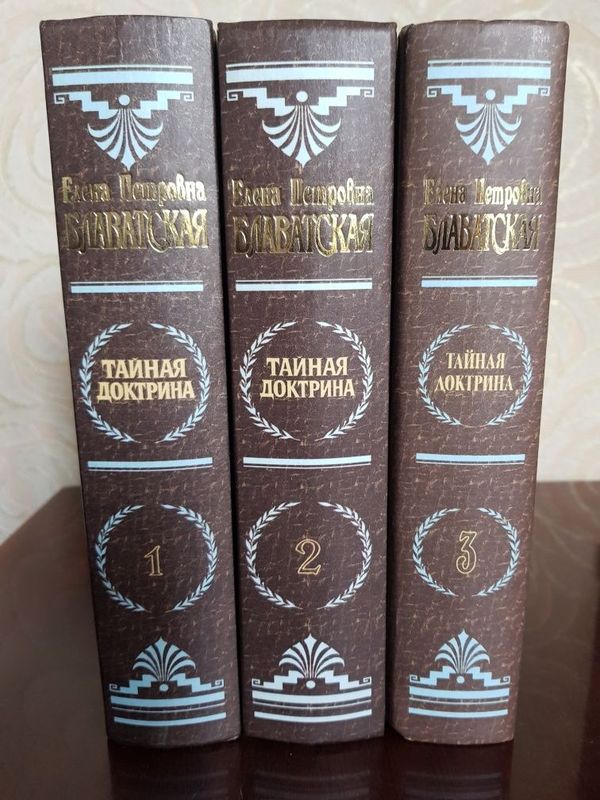 Елена Петровна
БЛАВАТСКАЯ
ТАЙНАЯ
ДОКТРИНА
1
Елена Петровна
БЛАВАТСКАЯ
ТАЙНАЯ
ДОКТРИНА
2
Елена Петровна
БЛАВАТСКАЯ
ТАЙНАЯ
ДОКТРИНА
3